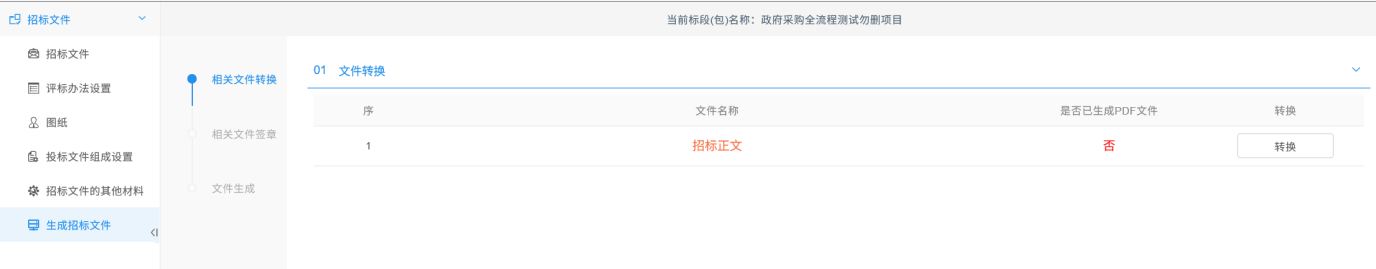 招标文件
当前标段(包)名称：政府采购全流程测试勿删项目
招标文件
评标办法设置
图纸
投标文件组成设置
招标文件的其他材料
生成招标文件
相关文件转换
相关文件签章
文件生成
01 文件转换
序 文件名称 是否已生成PDF文件 转换
1 招标正文 否 转换